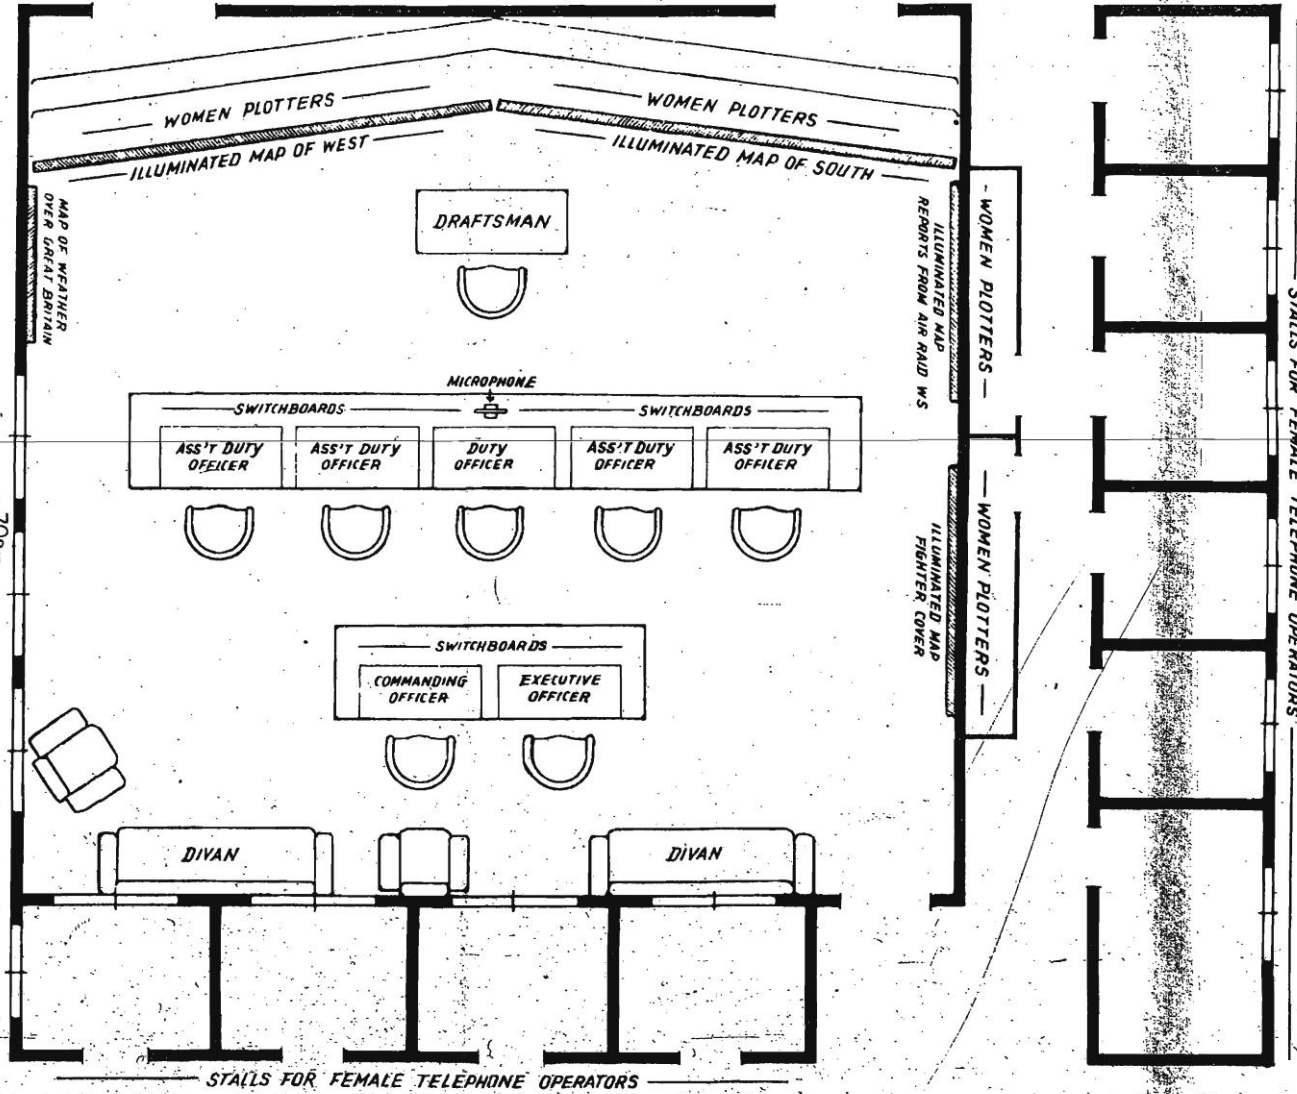 WOMEN PLOTTERS
WOMEN PLOTTERS
ILLUMINATED MAP OF WEST
ILLUMINATED MAP OF SOUTH
MAP OF WEATHER
OVER GREAT BRITAIN
DRAFTSMAN
ILLUMINATED MAP
REPORTS FROM AIR RAID WS
WOMEN PLOTTERS
MICROPHONE
SWITCHBOARDS
SWITCHBOARDS
ASS'T DUTY
OFFICER
ASS'T DUTY
OFFICER
DUTY
OFFICER
ASS'T DUTY
OFFICER
ASS'T DUTY
OFFICER
ILLUMINATED MAP
FIGHTER COVER
WOMEN PLOTTERS
SWITCHBOARDS
COMMANDING
OFFICER
EXECUTIVE
OFFICER
DIVAN
DIVAN
STALLS FOR FEMALE TELEPHONE OPERATORS
STALLS FOR FEMALE TELEPHONE OPERATORS